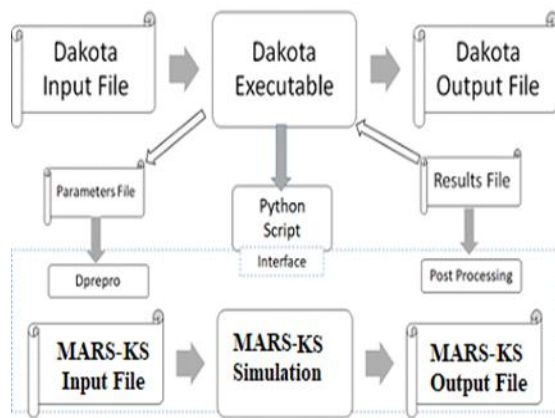 Dakota
Input File
Dakota
Executable
Dakota
Output File
Parameters File
Python
Script
Results File
Interface
Dprepro
Post Processing
MARS-KS
Input File
MARS-KS
Simulation
MARS-KS
Output File